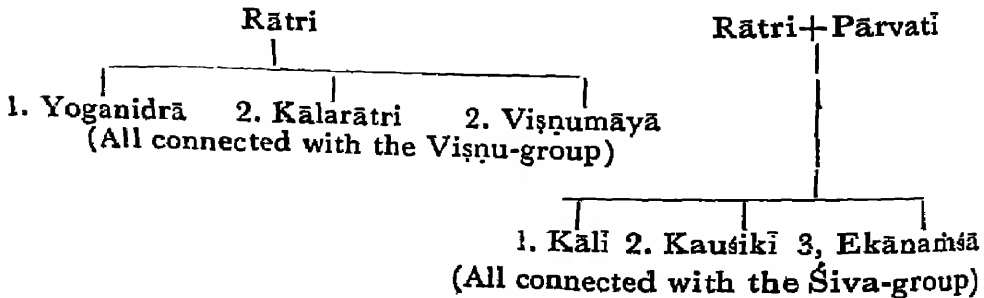 Rātri
Rātri+Pārvatī
1. Yoganidrā 2. Kālarātri 2. Viṣṇumāyā
(All connected with the Viṣṇu-group)
1. Kālī 2. Kauśikī 3, Ekānaṁśā
(All connected with the Śiva-group)